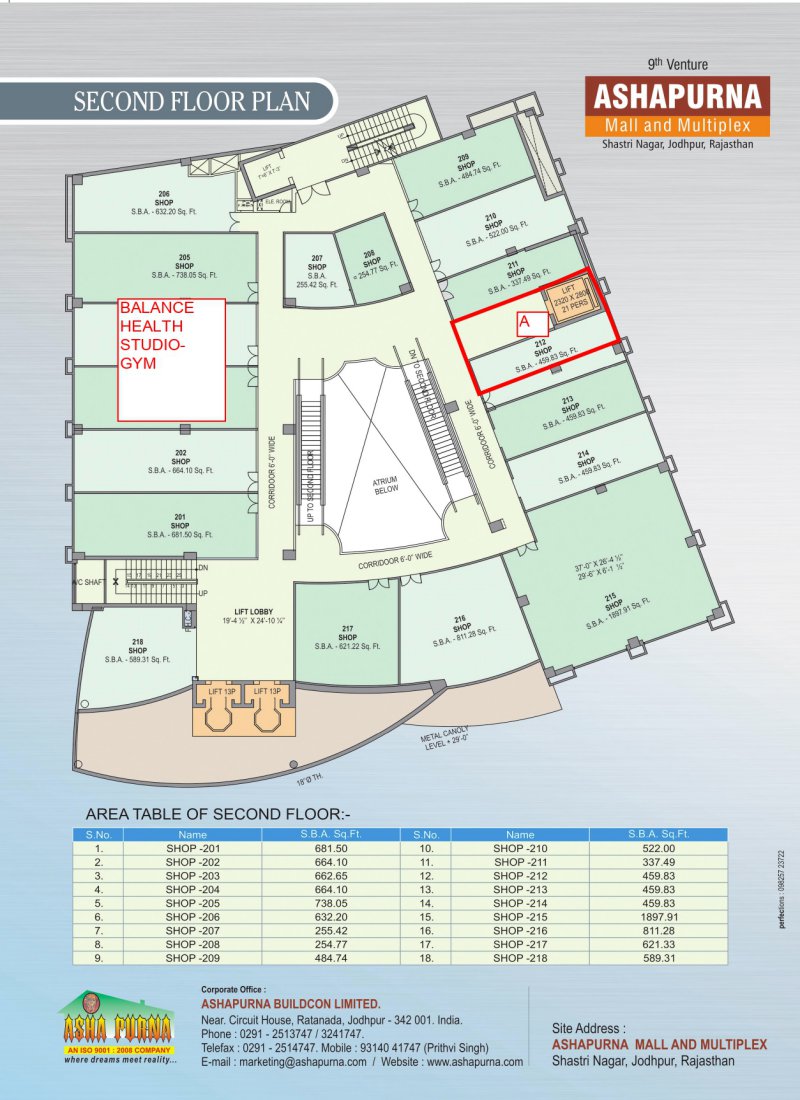 SECOND FLOOR PLAN
9th Venture
ASHAPURNA
Mall and Multiplex
Shastri Nagar, Jodhpur, Rajasthan
UP
DN
LIFT
ELE. ROOM
206
SHOP
S.B.A. - 632.20 Sq. Ft.
209
SHOP
S.B.A. - 484.74 Sq. Ft.
210
SHOP
S.B.A. - 522.00 Sq. Ft.
205
SHOP
S.B.A. - 738.05 Sq. Ft.
207
SHOP
S.B.A.
255.42 Sq. Ft.
208
SHOP
= 254.77 Sq. Ft.
211
SHOP
S.B.A. - 337.49 Sq. Ft.
LIFT
2320 X 2800
21 PERS
BALANCE
HEALTH
STUDIO-
GYM
A
212
SHOP
S.B.A. - 459.83 Sq. Ft.
DN TO SECOND FLOOR
CORRIDOOR 6'-0" WIDE
213
SHOP
S.B.A. - 459.83 Sq. Ft.
202
SHOP
S.B.A. - 664.10 Sq. Ft.
CORRIDOOR 6'-0" WIDE
UP TO SECOND FLOOR
ATRIUM
BELOW
214
SHOP
S.B.A. - 459.83 Sq. Ft.
201
SHOP
S.B.A. - 681.50 Sq. Ft.
CORRIDOOR 6'-0" WIDE
37'-0" X 26'-4 ½"
29'-6" X 6'-1 ½"
215
SHOP
S.B.A. - 1897.91 Sq. Ft.
A/C SHAFT
X
DN
UP
LIFT LOBBY
19'-4 ½" X 24'-10 ½"
218
SHOP
S.B.A. - 589.31 Sq. Ft.
217
SHOP
S.B.A. - 621.22 Sq. Ft.
216
SHOP
S.B.A. - 811.28 Sq. Ft.
LIFT 13P
LIFT 13P
METAL CANOLY
LEVEL + 29'-0"
18"Ø TH.
AREA TABLE OF SECOND FLOOR:-
S.No. Name S.B.A. Sq.Ft. S.No. Name S.B.A. Sq.Ft.
1. SHOP -201 681.50 10. SHOP -210 522.00
2. SHOP -202 664.10 11. SHOP -211 337.49
3. SHOP -203 662.65 12. SHOP -212 459.83
4. SHOP -204 664.10 13. SHOP -213 459.83
5. SHOP -205 738.05 14. SHOP -214 459.83
6. SHOP -206 632.20 15. SHOP -215 1897.91
7. SHOP -207 255.42 16. SHOP -216 811.28
8. SHOP -208 254.77 17. SHOP -217 621.33
9. SHOP -209 484.74 18. SHOP -218 589.31
perfections : 098257 23722
ASHA PURNA
AN ISO 9001 : 2008 COMPANY
where dreams meet reality...
Corporate Office :
ASHAPURNA BUILDCON LIMITED.
Near. Circuit House, Ratanada, Jodhpur - 342 001. India.
Phone : 0291 - 2513747 / 3241747.
Telefax : 0291 - 2514747. Mobile : 93140 41747 (Prithvi Singh)
E-mail : marketing@ashapurna.com / Website : www.ashapurna.com
Site Address :
ASHAPURNA MALL AND MULTIPLEX
Shastri Nagar, Jodhpur, Rajasthan